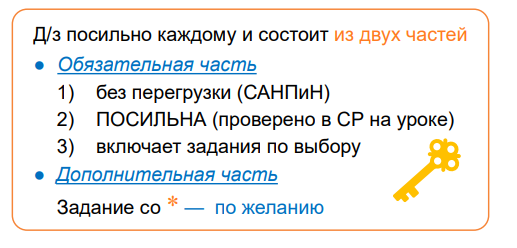 Д/з посильно каждому и состоит из двух частей
● Обязательная часть
1) без перегрузки (САНПиН)
2) ПОСИЛЬНА (проверено в СР на уроке)
3) включает задания по выбору
● Дополнительная часть
Задание со * — по желанию